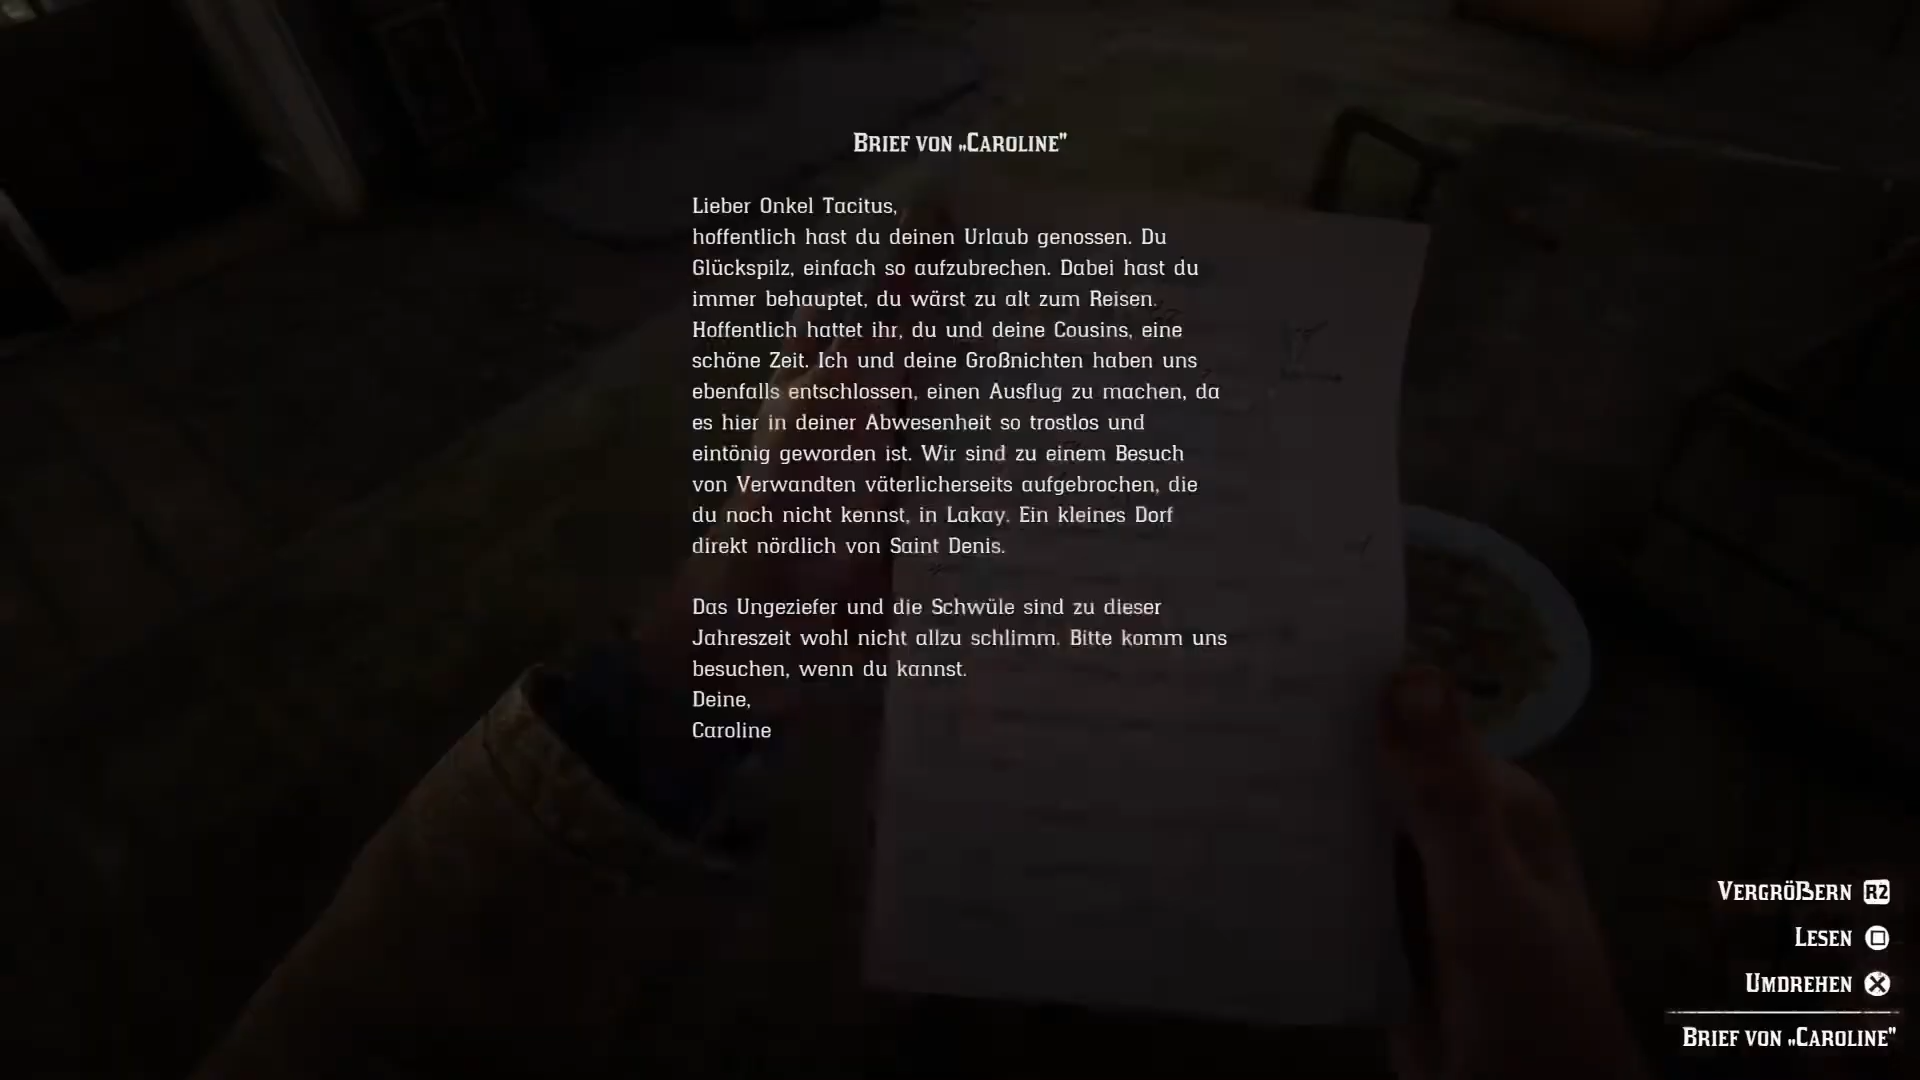 Brief von „Caroline"
Lieber Onkel Tacitus,
hoffentlich hast du deinen Urlaub genossen. Du
Glückspilz, einfach so aufzubrechen. Dabei hast du
immer behauptet, du wärst zu alt zum Reisen.
Hoffentlich hattet ihr, du und deine Cousins, eine
schöne Zeit. Ich und deine Großnichten haben uns
ebenfalls entschlossen, einen Ausflug zu machen, da
es hier in deiner Abwesenheit so trostlos und
eintönig geworden ist. Wir sind zu einem Besuch
von Verwandten väterlicherseits aufgebrochen, die
du noch nicht kennst, in Lakay. Ein kleines Dorf
direkt nördlich von Saint Denis.
Das Ungeziefer und die Schwüle sind zu dieser
Jahreszeit wohl nicht allzu schlimm. Bitte komm uns
besuchen, wenn du kannst.
Deine,
Caroline
Vergrößern R2
Lesen
Umdrehen
Brief von „Caroline"